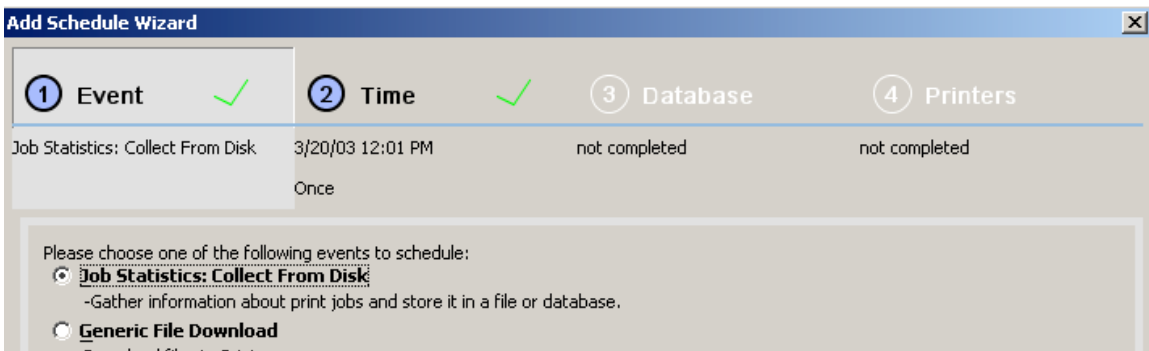 Add Schedule Wizard
1 Event 2 Time 3 Database 4 Printers
Job Statistics: Collect From Disk 3/20/03 12:01 PM not completed not completed
Once
Please choose one of the following events to schedule:
Job Statistics: Collect From Disk
-Gather information about print jobs and store it in a file or database.
Generic File Download